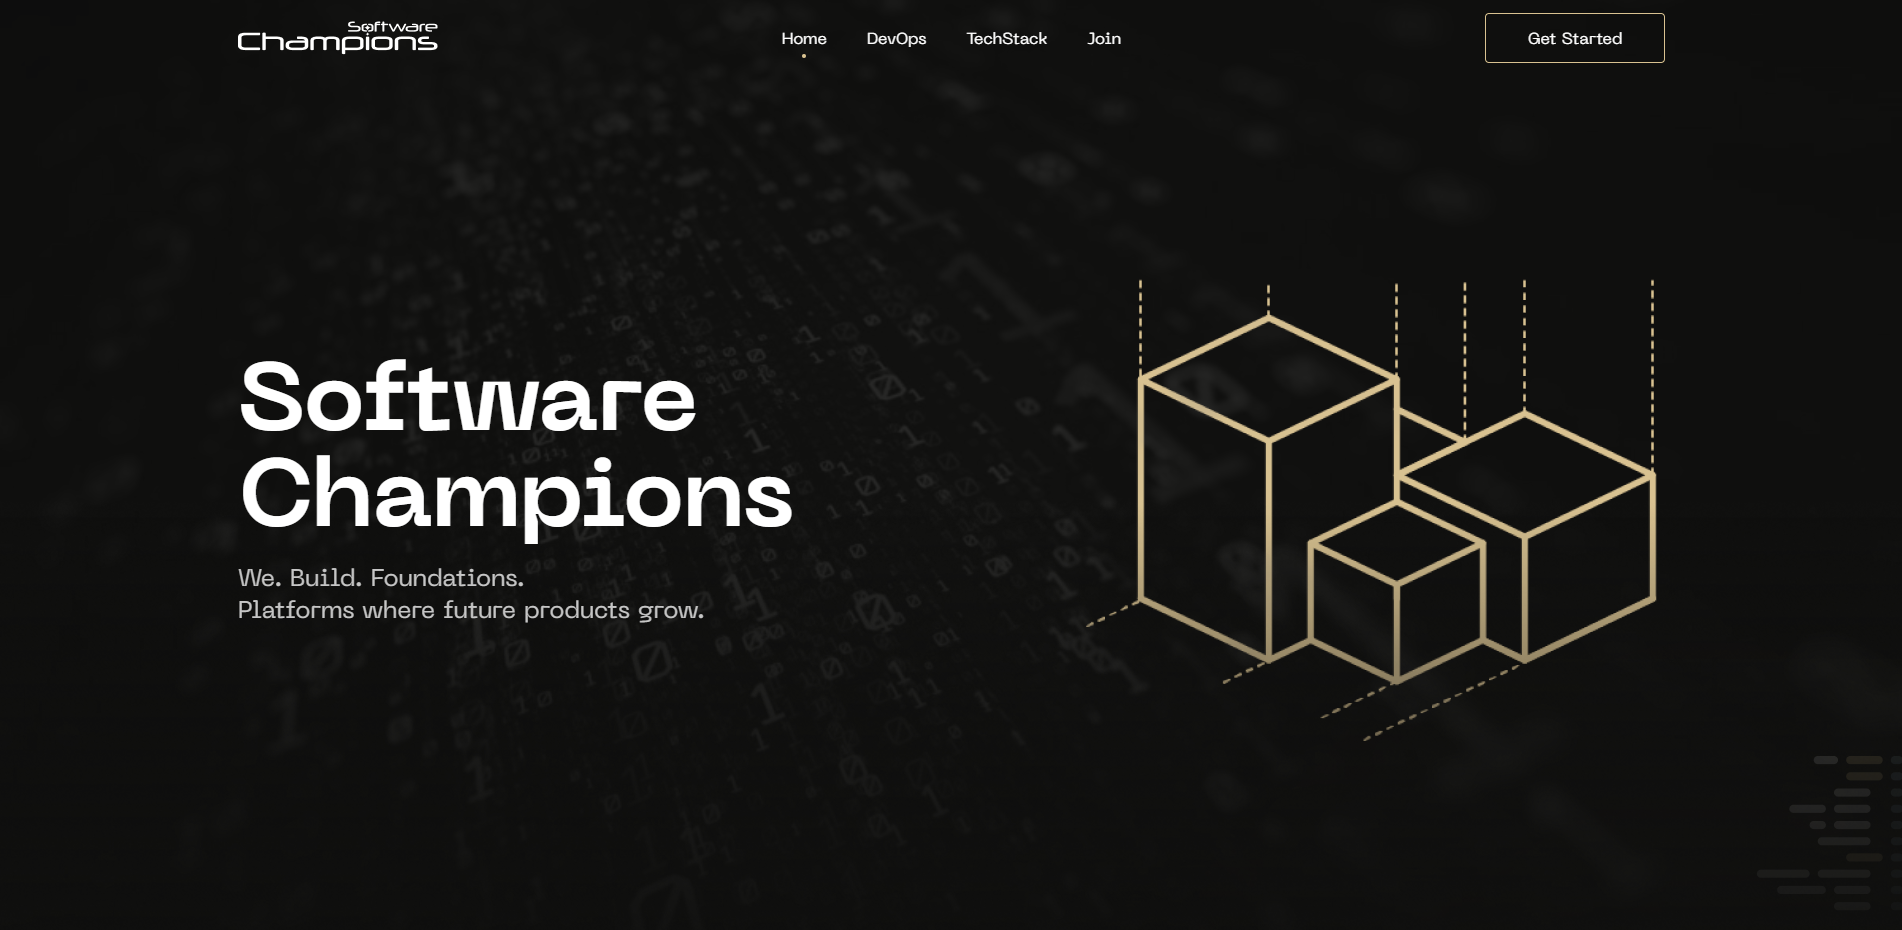 Software
Champions
Home
DevOps
TechStack
Join
Get Started
Software
Champions
We. Build. Foundations.
Platforms where future products grow.